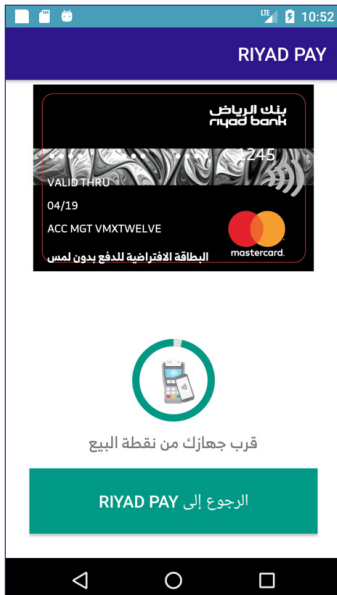 LTE 10:52
RIYAD PAY
بنك الرياض
riyad bank
1245
VALID THRU
04/19
ACC MGT VMXTWELVE
mastercard.
البطاقة الافتراضية للدفع بدون لمس
قرب جهازك من نقطة البيع
الرجوع إلى RIYAD PAY